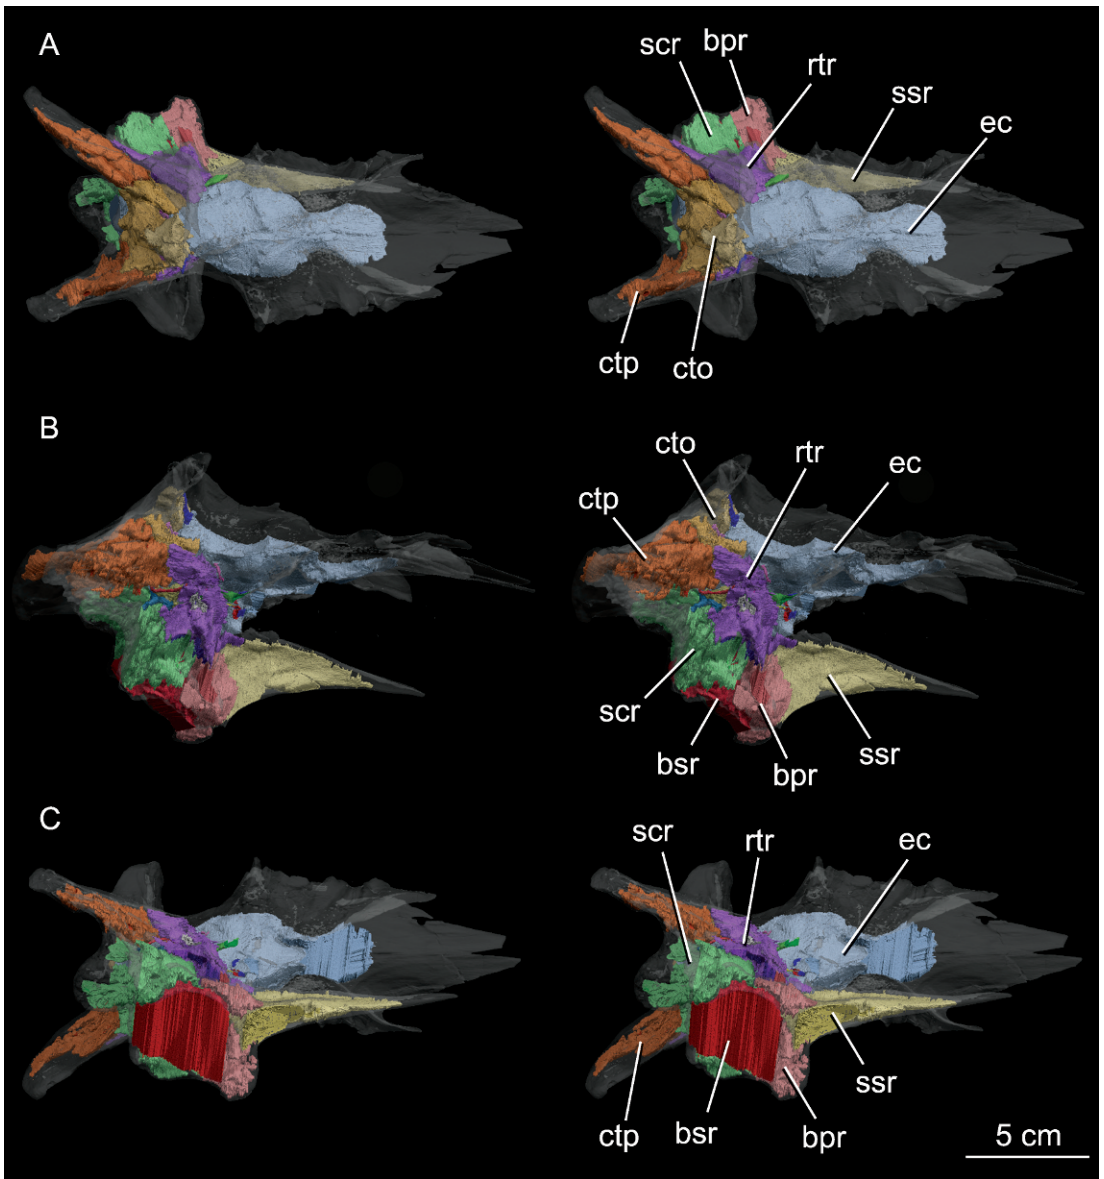 A
scr bpr
rtr
ssr
ec
ctp cto
B
cto rtr ec
ctp
scr
bsr bpr ssr
C
scr rtr ec
ssr
ctp bsr bpr
5 cm